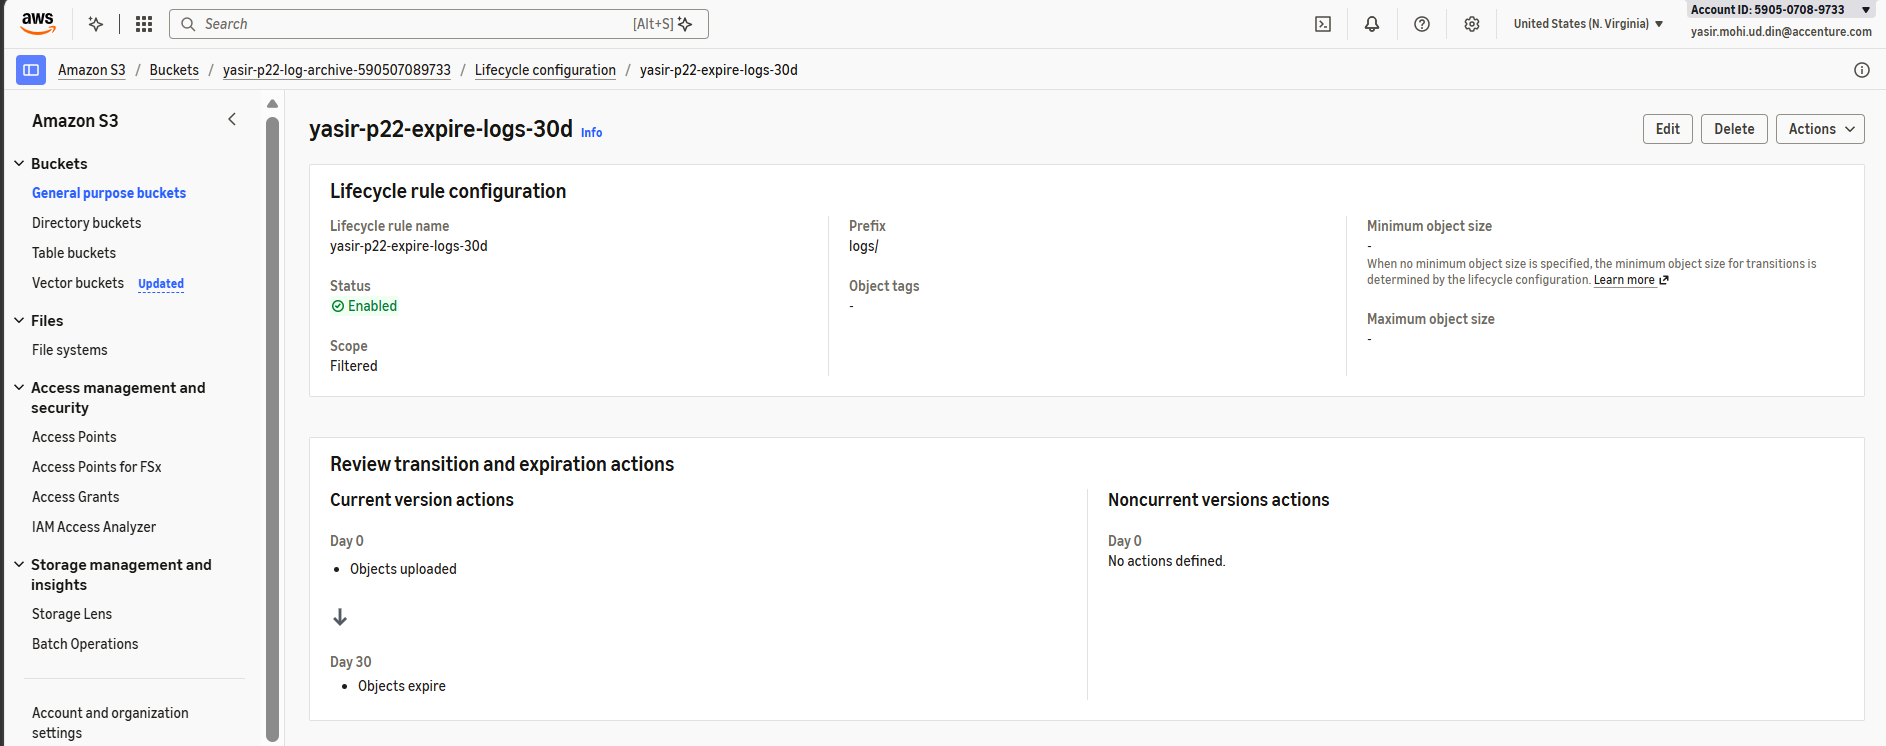 aws
Search
[Alt+S]
United States (N. Virginia)
Account ID: 5905-0708-9733
yasir.mohi.ud.din@accenture.com
Amazon S3 / Buckets / yasir-p22-log-archive-590507089733 / Lifecycle configuration / yasir-p22-expire-logs-30d
Amazon S3
Buckets
General purpose buckets
Directory buckets
Table buckets
Vector buckets Updated
Files
File systems
Access management and
security
Access Points
Access Points for FSx
Access Grants
IAM Access Analyzer
Storage management and
insights
Storage Lens
Batch Operations
Account and organization
settings
yasir-p22-expire-logs-30d Info
Edit
Delete
Actions
Lifecycle rule configuration
Lifecycle rule name
yasir-p22-expire-logs-30d
Status
Enabled
Scope
Filtered
Prefix
logs/
Object tags
-
Minimum object size
-
When no minimum object size is specified, the minimum object size for transitions is
determined by the lifecycle configuration. Learn more
Maximum object size
-
Review transition and expiration actions
Current version actions
Day 0
• Objects uploaded
Day 30
• Objects expire
Noncurrent versions actions
Day 0
No actions defined.